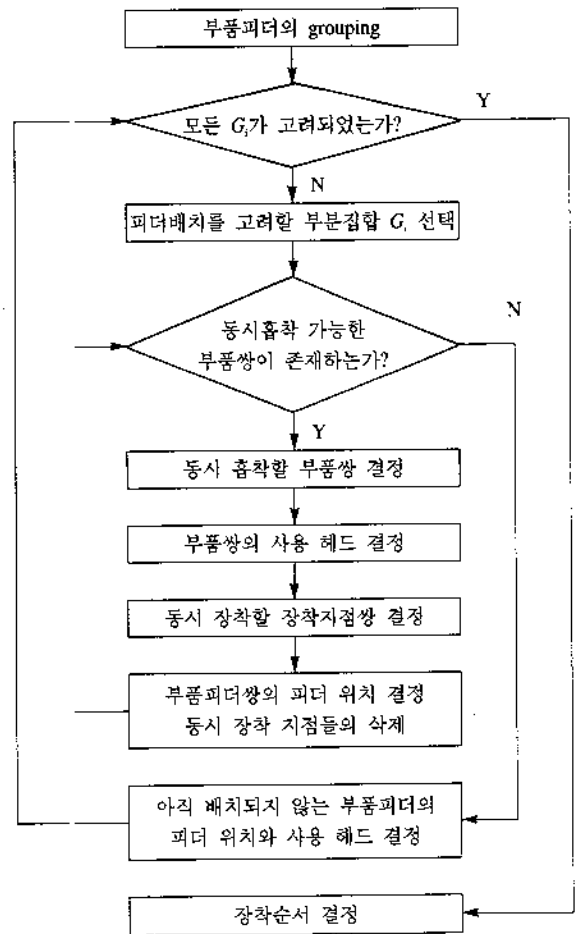 부품피더의 grouping
Y
모든 Gᵢ가 고려되었는가?
N
피더배치를 고려할 부분집합 Gᵢ 선택
N
동시흡착 가능한
부품쌍이 존재하는가?
Y
동시 흡착할 부품쌍 결정
부품쌍의 사용 헤드 결정
동시 장착할 장착지점쌍 결정
부품피더쌍의 피더 위치 결정
동시 장착 지점들의 삭제
아직 배치되지 않는 부품피더의
피더 위치와 사용 헤드 결정
장착순서 결정